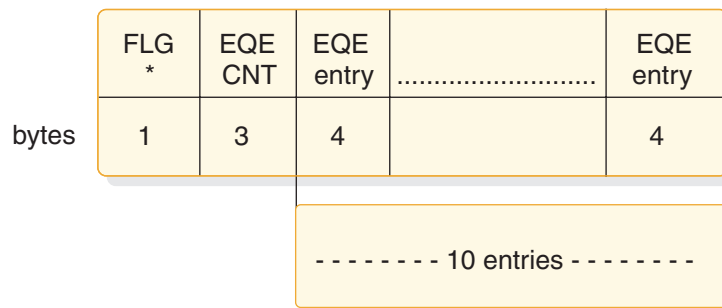 FLG EQE EQE EQE
* CNT entry ........................... entry
bytes 1 3 4 4
- - - - - - - - 10 entries - - - - - - - -